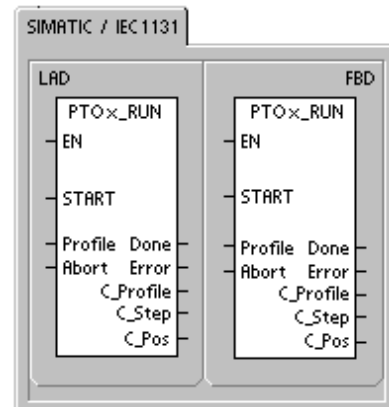 SIMATIC / IEC1131
LAD
PTOx_RUN
EN
START
Profile Done
Abort Error
C_Profile
C_Step
C_Pos
FBD
PTOx_RUN
EN
START
Profile Done
Abort Error
C_Profile
C_Step
C_Pos